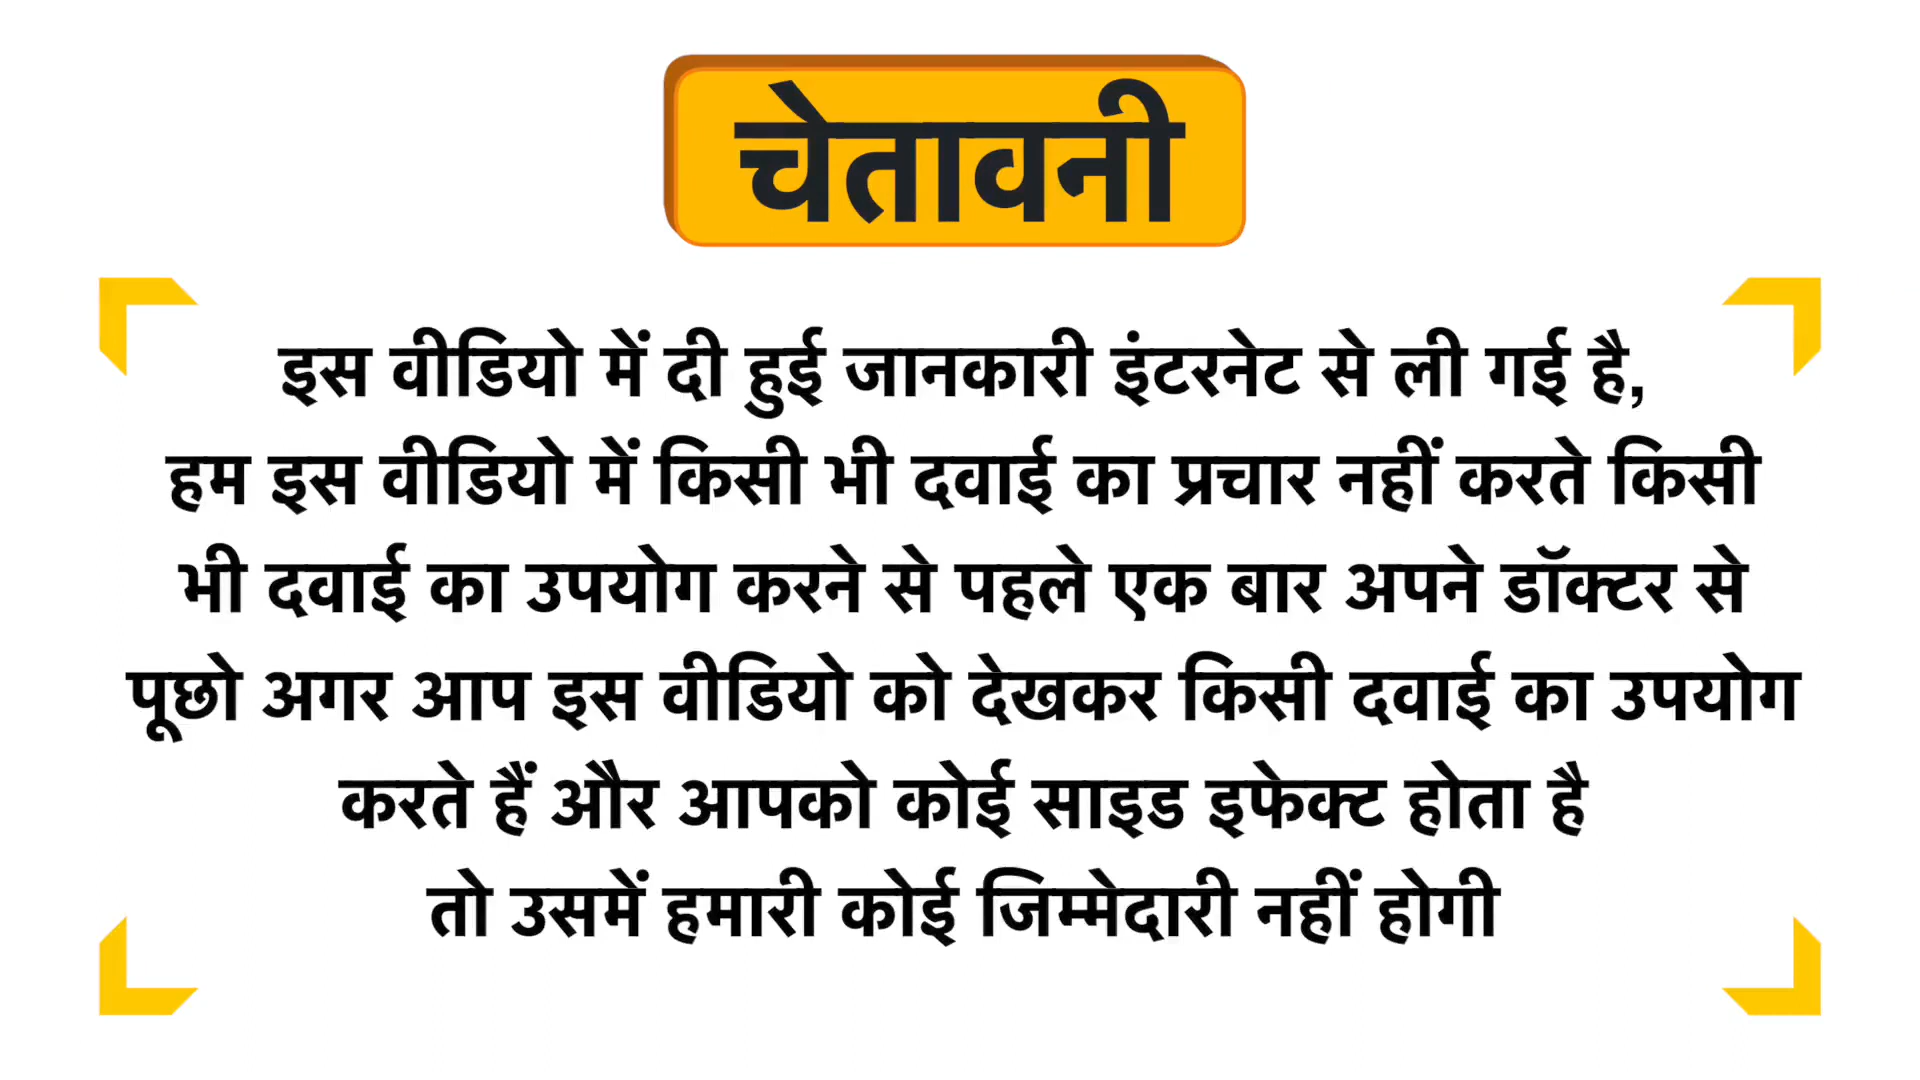 चेतावनी
इस वीडियो में दी हुई जानकारी इंटरनेट से ली गई है,
हम इस वीडियो में किसी भी दवाई का प्रचार नहीं करते किसी
भी दवाई का उपयोग करने से पहले एक बार अपने डॉक्टर से
पूछो अगर आप इस वीडियो को देखकर किसी दवाई का उपयोग
करते हैं और आपको कोई साइड इफेक्ट होता है
तो उसमें हमारी कोई जिम्मेदारी नहीं होगी